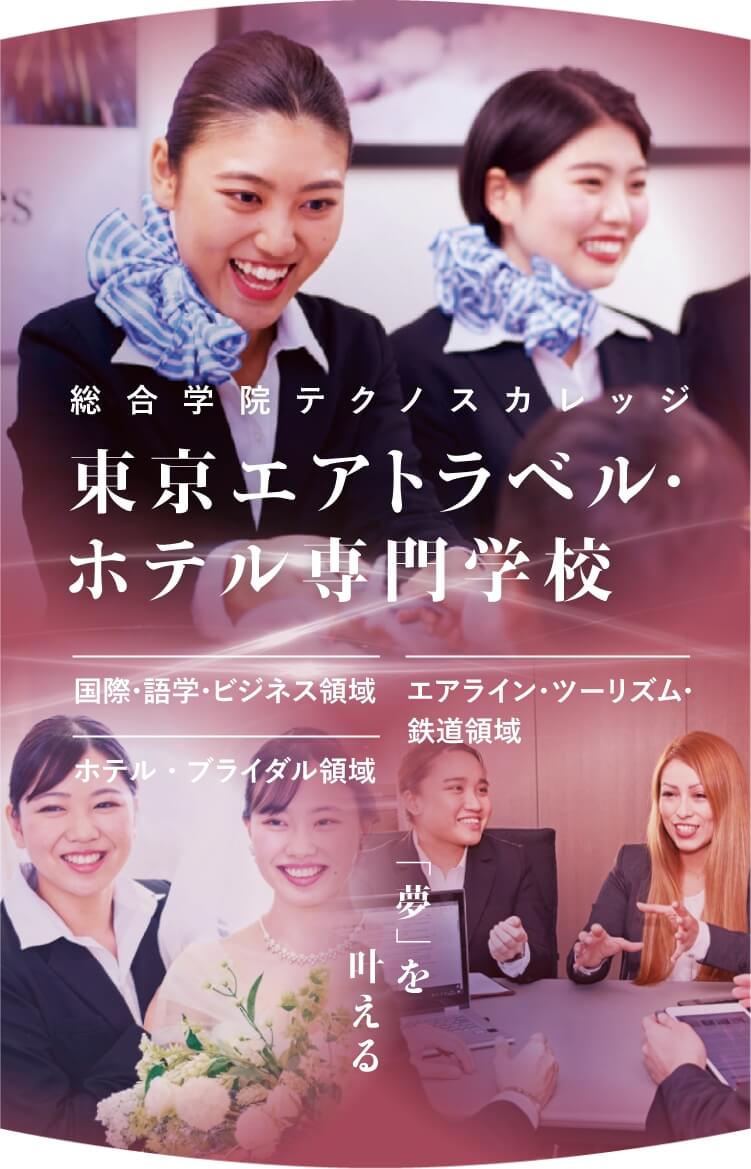 総合学院テクノスカレッジ
東京エアトラベル・
ホテル専門学校
国際・語学・ビジネス領域
エアライン・ツーリズム・
鉄道領域
ホテル・ブライダル領域
「夢」を
叶える